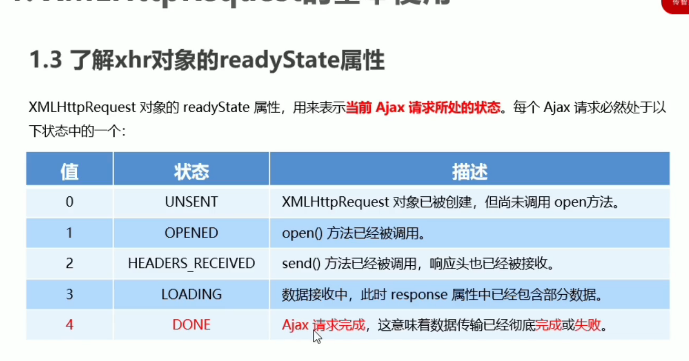 1.3 了解xhr对象的readyState属性
XMLHttpRequest 对象的 readyState 属性，用来表示当前 Ajax 请求所处的状态。每个 Ajax 请求必然处于以
下状态中的一个：
值 状态 描述
0 UNSENT XMLHttpRequest 对象已被创建，但尚未调用 open方法。
1 OPENED open() 方法已经被调用。
2 HEADERS_RECEIVED send() 方法已经被调用，响应头也已经被接收。
3 LOADING 数据接收中，此时 response 属性中已经包含部分数据。
4 DONE Ajax 请求完成，这意味着数据传输已经彻底完成或失败。